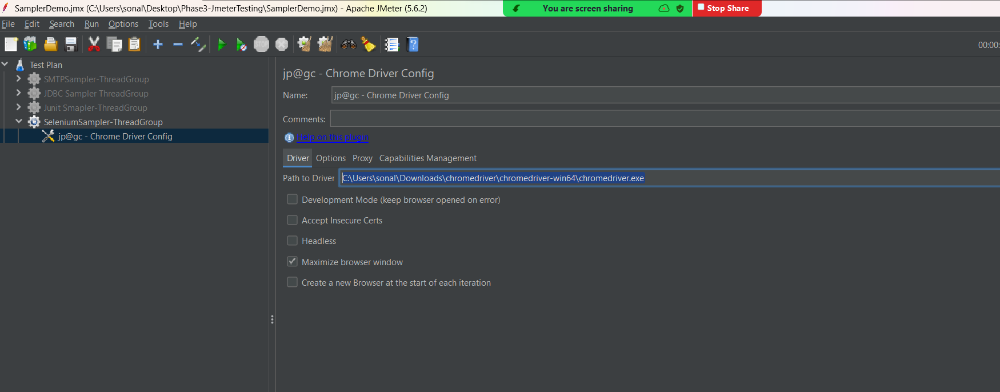 SamplerDemo.jmx (C:\Users\sonal\Desktop\Phase3-JmeterTesting\SamplerDemo.jmx) - Apache JMeter (5.6.2)
You are screen sharing
Stop Share
File Edit Search Run Options Tools Help
STOP
00:00:
Test Plan
SMTPSampler-ThreadGroup
JDBC Sampler ThreadGroup
Junit Smapler-ThreadGroup
SeleniumSampler-ThreadGroup
jp@gc - Chrome Driver Config
jp@gc - Chrome Driver Config
Name: jp@gc - Chrome Driver Config
Comments:
Help on this plugin
Driver Options Proxy Capabilities Management
Path to Driver C:\Users\sonal\Downloads\chromedriver\chromedriver-win64\chromedriver.exe
Development Mode (keep browser opened on error)
Accept Insecure Certs
Headless
Maximize browser window
Create a new Browser at the start of each iteration